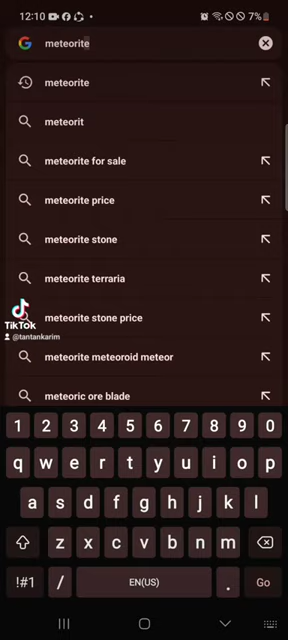 12:10 7%
meteorite
meteorite
meteorit
meteorite for sale
meteorite price
meteorite stone
meteorite terraria
meteorite stone price
TikTok
@tantankarim
meteorite meteoroid meteor
meteoric ore blade
1 2 3 4 5 6 7 8 9 0
q w e r t y u i o p
a s d f g h j k l
z x c v b n m
!#1 / EN(US) . Go